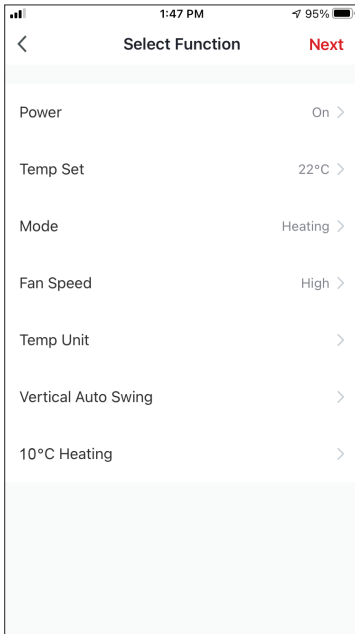 1:47 PM 95%
Select Function Next
Power On
Temp Set 22°C
Mode Heating
Fan Speed High
Temp Unit
Vertical Auto Swing
10°C Heating